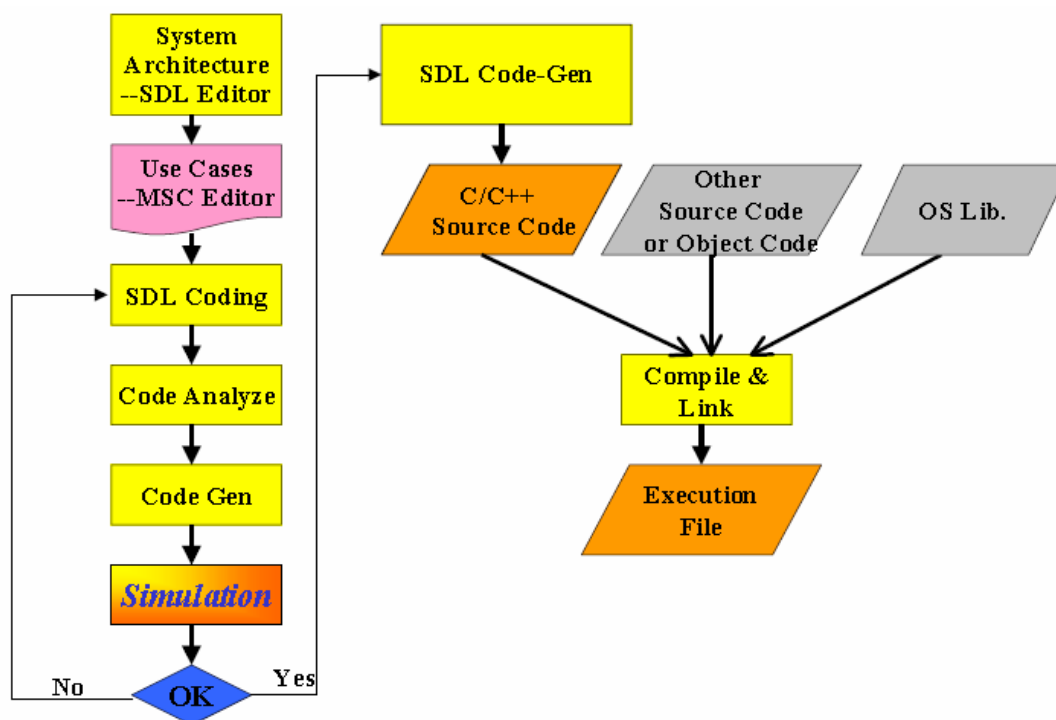 System
Architecture
--SDL Editor
Use Cases
--MSC Editor
SDL Coding
Code Analyze
Code Gen
Simulation
OK
No
Yes
SDL Code-Gen
C/C++
Source Code
Other
Source Code
or Object Code
OS Lib.
Compile &
Link
Execution
File